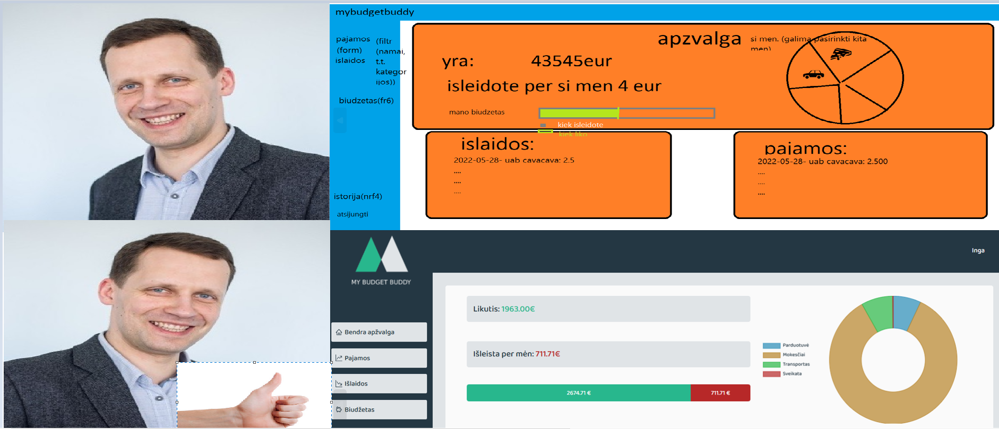 mybudgetbuddy
pajamos
(form)
islaidos
(filtr
(namai,
t.t.
kategor
ijos))
biudzetas(fr6)
istorija(nrf4)
atsijungti
apzvalga
si men. (galima pasirinkti kita
men)
yra: 43545eur
isleidote per si men 4 eur
mano biudzetas
kiek isleidote
kiek liko
islaidos:
2022-05-28- uab cavacava: 2.5
....
....
....
pajamos:
2022-05-28- uab cavacava: 2.500
....
....
....
MY BUDGET BUDDY
Inga
Bendra apžvalga
Pajamos
Išlaidos
Biudžetas
Likutis: 1963.00€
Išleista per mėn: 711.71€
2674.71 €
711.71 €
Parduotuvė
Mokesčiai
Transportas
Sveikata